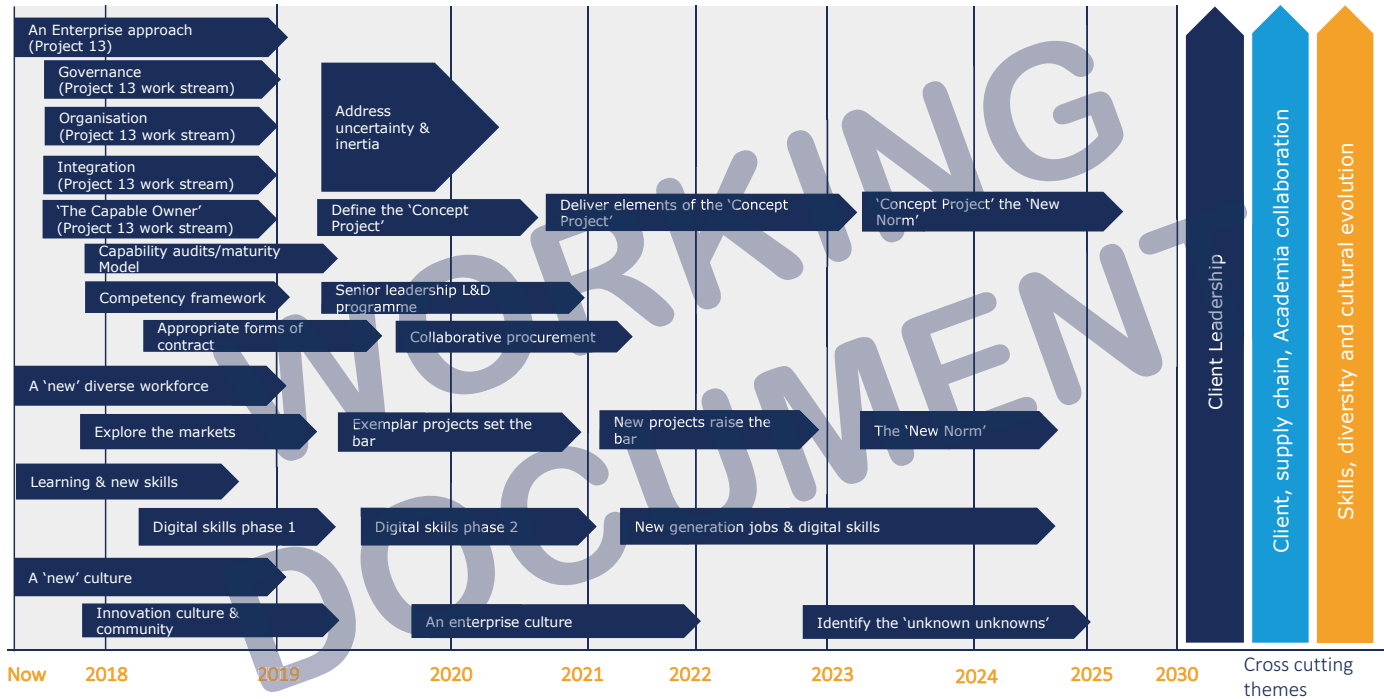 An Enterprise approach
(Project 13)
Governance
(Project 13 work stream)
Organisation
(Project 13 work stream)
Integration
(Project 13 work stream)
‘The Capable Owner’
(Project 13 work stream)
Capability audits/maturity
Model
Competency framework
Appropriate forms of
contract
Address
uncertainty &
inertia
Define the ‘Concept
Project’
Deliver elements of the ‘Concept
Project’
‘Concept Project’ the ‘New
Norm’
Senior leadership L&D
programme
Collaborative procurement
A ‘new’ diverse workforce
Explore the markets
Exemplar projects set the
bar
New projects raise the
bar
The ‘New Norm’
Learning & new skills
Digital skills phase 1
Digital skills phase 2
New generation jobs & digital skills
A ‘new’ culture
Innovation culture &
community
An enterprise culture
Identify the ‘unknown unknowns’
WORKING
DOCUMENT
Client Leadership
Client, supply chain, Academia collaboration
Skills, diversity and cultural evolution
Now 2018 2019 2020 2021 2022 2023 2024 2025 2030
Cross cutting
themes